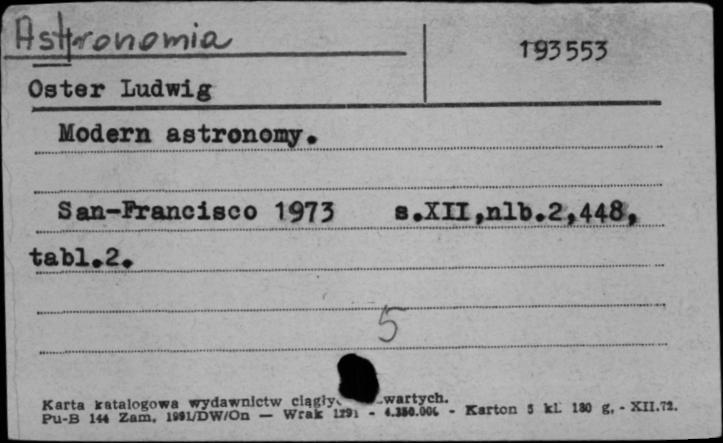 Astronomia
193553
Oster Ludwig
Modern astronomy.
San-Francisco 1973 s.XII,nlb.2,448,
tabl.2.
5
Karta katalogowa wydawnictw ciągły wartych.
Pu-B 144 Zam. 1991/DW/On — Wrak 1291 - 4.350.000 - Karton 5 kl. 180 g. - XII.72.